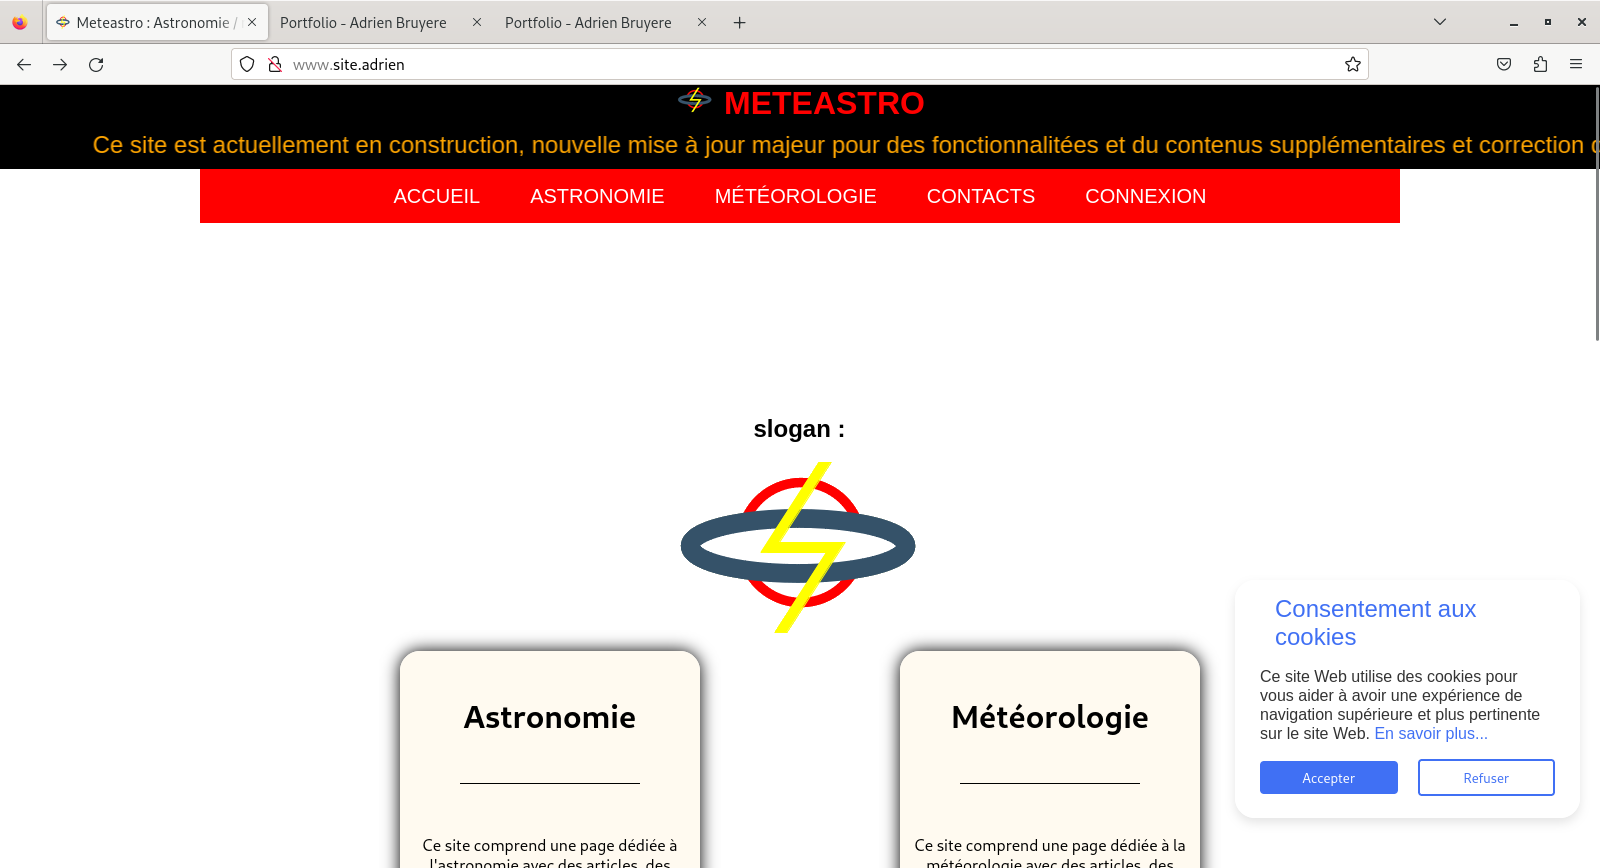 Meteastro : Astronomie /
Portfolio - Adrien Bruyere
Portfolio - Adrien Bruyere
www.site.adrien
METEASTRO
Ce site est actuellement en construction, nouvelle mise à jour majeur pour des fonctionnalitées et du contenus supplémentaires et correction
ACCUEIL
ASTRONOMIE
MÉTÉOROLOGIE
CONTACTS
CONNEXION
slogan :
Astronomie
Ce site comprend une page dédiée à
l'astronomie avec des articles, des
Météorologie
Ce site comprend une page dédiée à la
météorologie avec des articles, des
Consentement aux
cookies
Ce site Web utilise des cookies pour
vous aider à avoir une expérience de
navigation supérieure et plus pertinente
sur le site Web. En savoir plus...
Accepter
Refuser